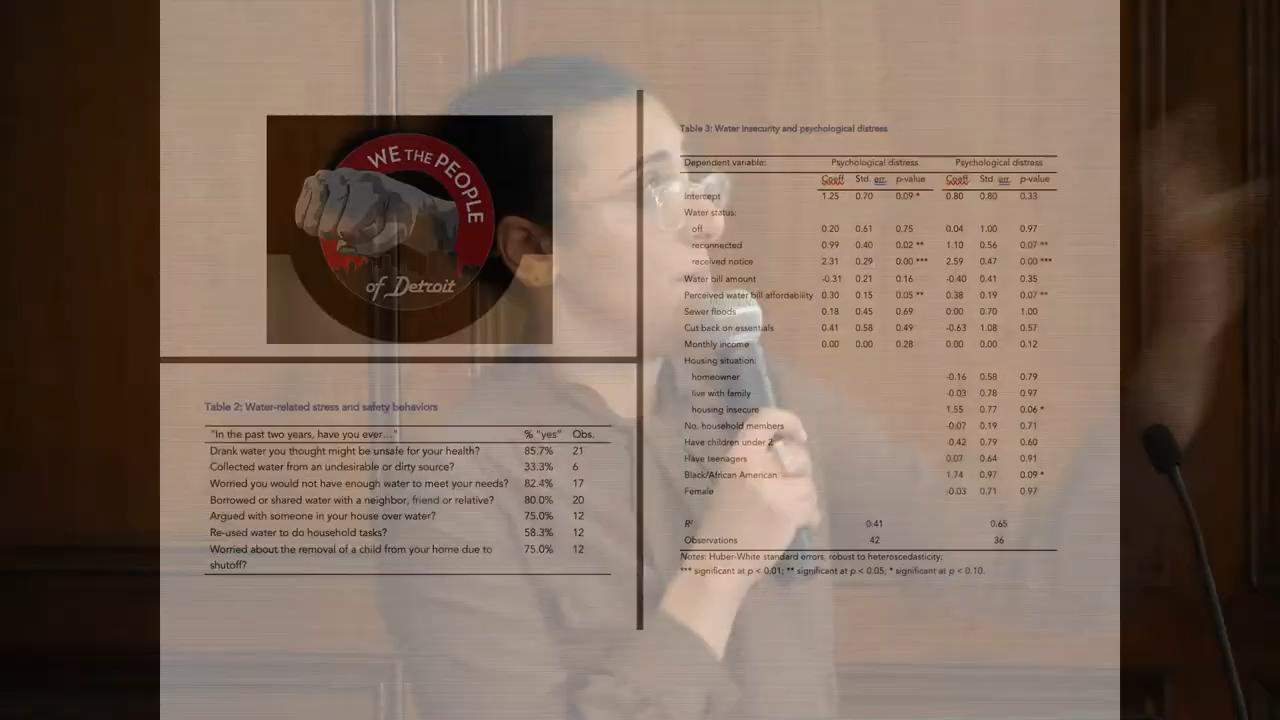 WE THE PEOPLE
of Detroit
Table 2: Water-related stress and safety behaviors
"In the past two years, have you ever..." % "yes" Obs.
Drank water you thought might be unsafe for your health? 85.7% 21
Collected water from an undesirable or dirty source? 33.3% 6
Worried you would not have enough water to meet your needs? 82.4% 17
Borrowed or shared water with a neighbor, friend or relative? 80.0% 20
Argued with someone in your house over water? 75.0% 12
Re-used water to do household tasks? 58.3% 12
Worried about the removal of a child from your home due to 75.0% 12
shutoff?
Table 3: Water insecurity and psychological distress
Dependent variable: Psychological distress Psychological distress
Coeff. Std. err. p-value Coeff. Std. err. p-value
Intercept 1.25 0.70 0.09 * 0.80 0.80 0.33
Water status:
off 0.20 0.61 0.75 0.04 1.00 0.97
reconnected 0.99 0.40 0.02 ** 1.10 0.56 0.07 **
received notice 2.31 0.29 0.00 *** 2.59 0.47 0.00 ***
Water bill amount -0.31 0.21 0.16 -0.40 0.41 0.35
Perceived water bill affordability 0.30 0.15 0.05 ** 0.38 0.19 0.07 **
Sewer floods 0.18 0.45 0.69 0.00 0.70 1.00
Cut back on essentials 0.41 0.58 0.49 -0.63 1.08 0.57
Monthly income 0.00 0.00 0.28 0.00 0.00 0.12
Housing situation:
homeowner -0.16 0.58 0.79
live with family -0.03 0.78 0.97
housing insecure 1.55 0.77 0.06 *
No. household members -0.07 0.19 0.71
Have children under 2 -0.42 0.79 0.60
Have teenagers 0.07 0.64 0.91
Black/African American 1.74 0.97 0.09 *
Female -0.03 0.71 0.97
R² 0.41 0.65
Observations 42 36
Notes: Huber-White standard errors, robust to heteroscedasticity;
*** significant at p < 0.01; ** significant at p < 0.05; * significant at p < 0.10.